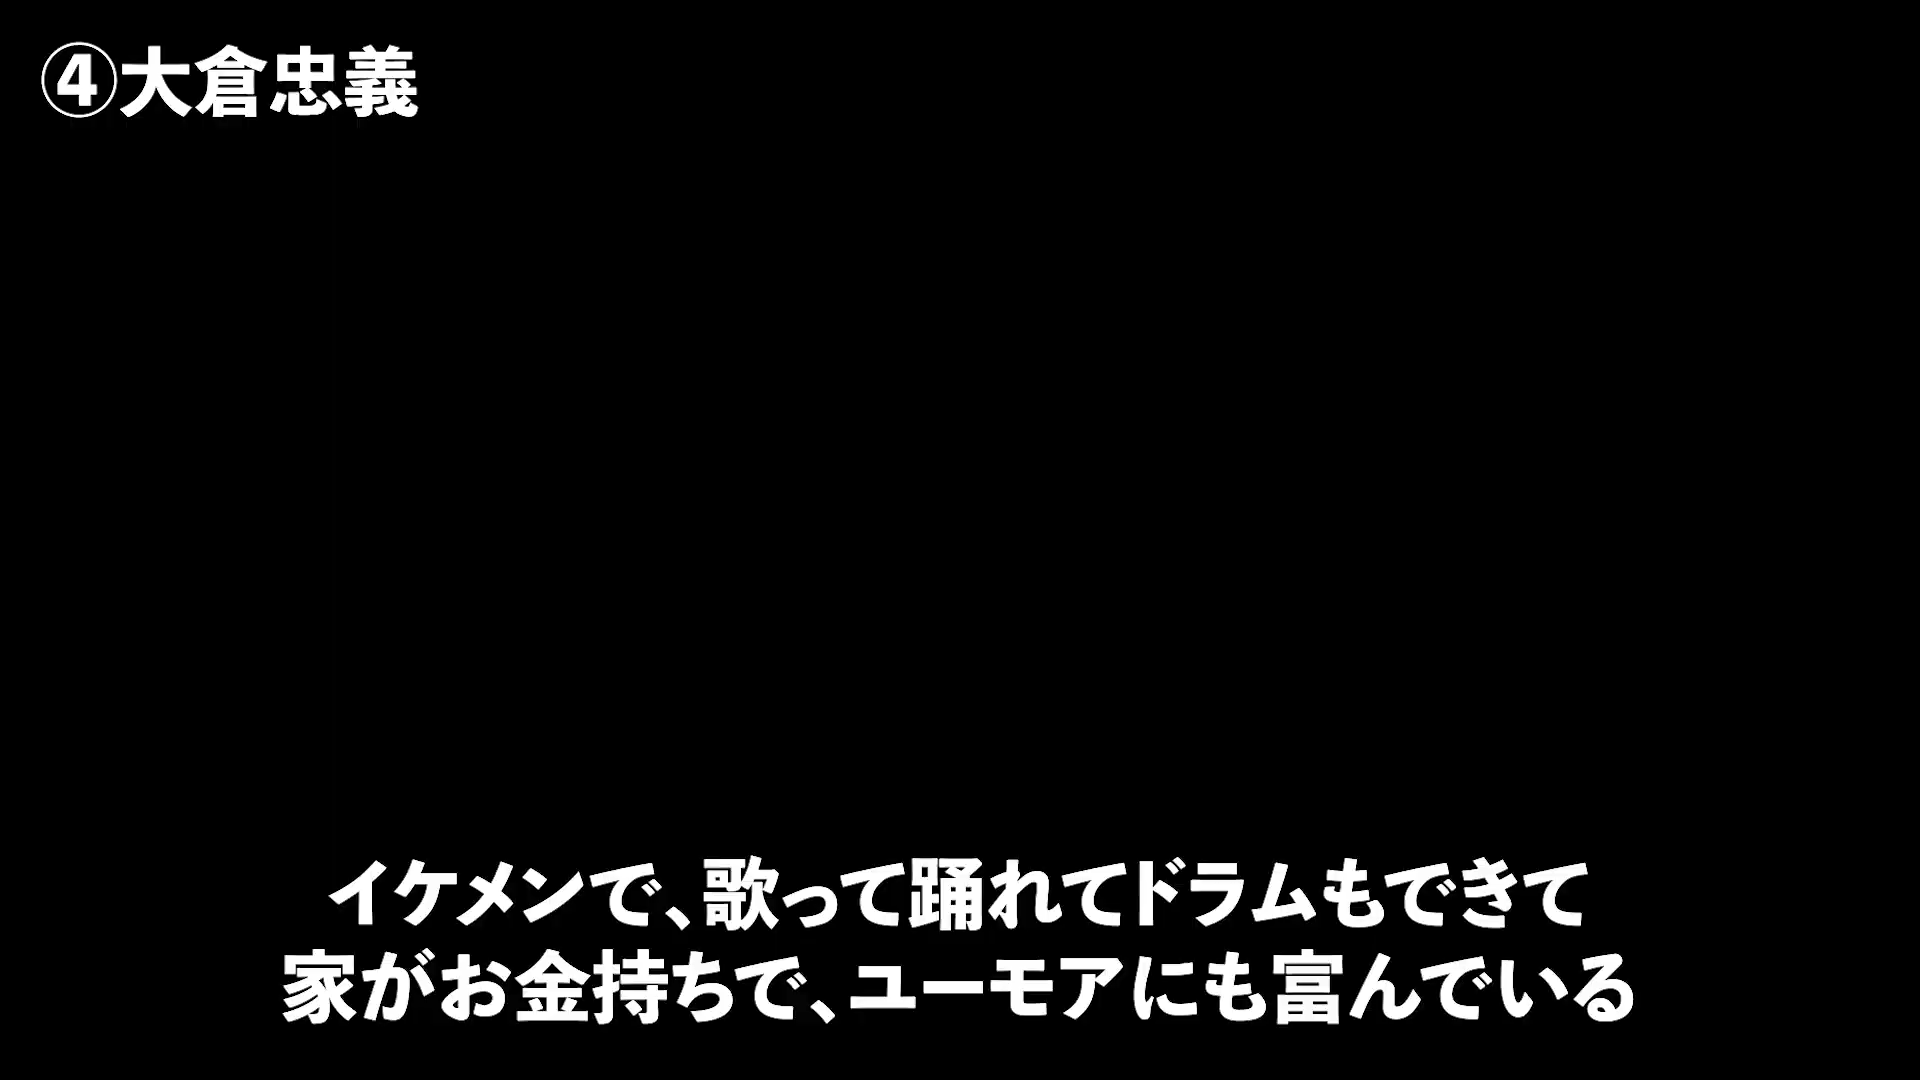 ④大倉忠義
イケメンで、歌って踊れてドラムもできて
家がお金持ちで、ユーモアにも富んでいる